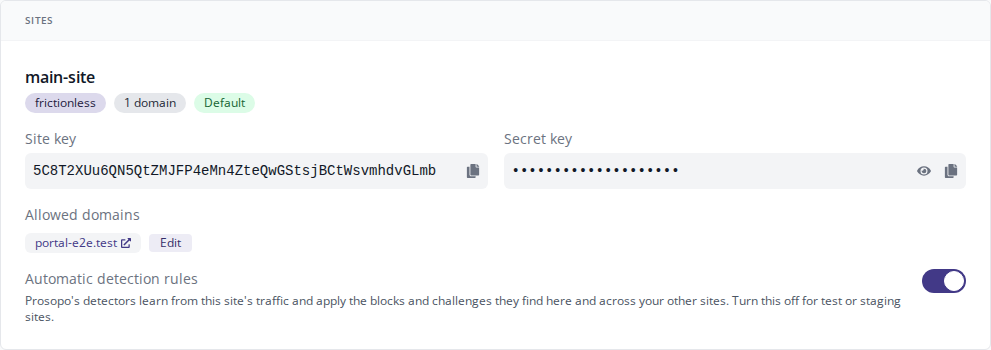 SITES
main-site
frictionless
1 domain
Default
Site key
Secret key
5C8T2XUu6QN5QtZMJFP4eMn4ZteQwGStsjBCtWsvmhdvGLmb
••••••••••••••••••••
Allowed domains
portal-e2e.test
Edit
Automatic detection rules
Prosopo's detectors learn from this site's traffic and apply the blocks and challenges they find here and across your other sites. Turn this off for test or staging
sites.